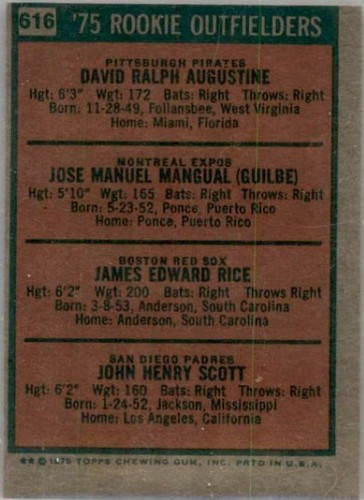 616 '75 ROOKIE OUTFIELDERS
PITTSBURGH PIRATES
DAVID RALPH AUGUSTINE
Hgt: 6'3" Wgt: 172 Bats: Right Throws: Right
Born: 11-28-49, Follansbee, West Virginia
Home: Miami, Florida
MONTREAL EXPOS
JOSE MANUEL MANGUAL (GUILBE)
Hgt: 5'10" Wgt: 165 Bats: Right Throws: Right
Born: 5-23-52, Ponce, Puerto Rico
Home: Ponce, Puerto Rico
BOSTON RED SOX
JAMES EDWARD RICE
Hgt: 6'2" Wgt: 200 Bats: Right Throws Right
Born: 3-8-53, Anderson, South Carolina
Home: Anderson, South Carolina
SAN DIEGO PADRES
JOHN HENRY SCOTT
Hgt: 6'2" Wgt: 160 Bats: Right Throws: Right
Born: 1-24-52, Jackson, Mississippi
Home: Los Angeles, California
** © 1975 TOPPS CHEWING GUM, INC. PRTD IN U.S.A.